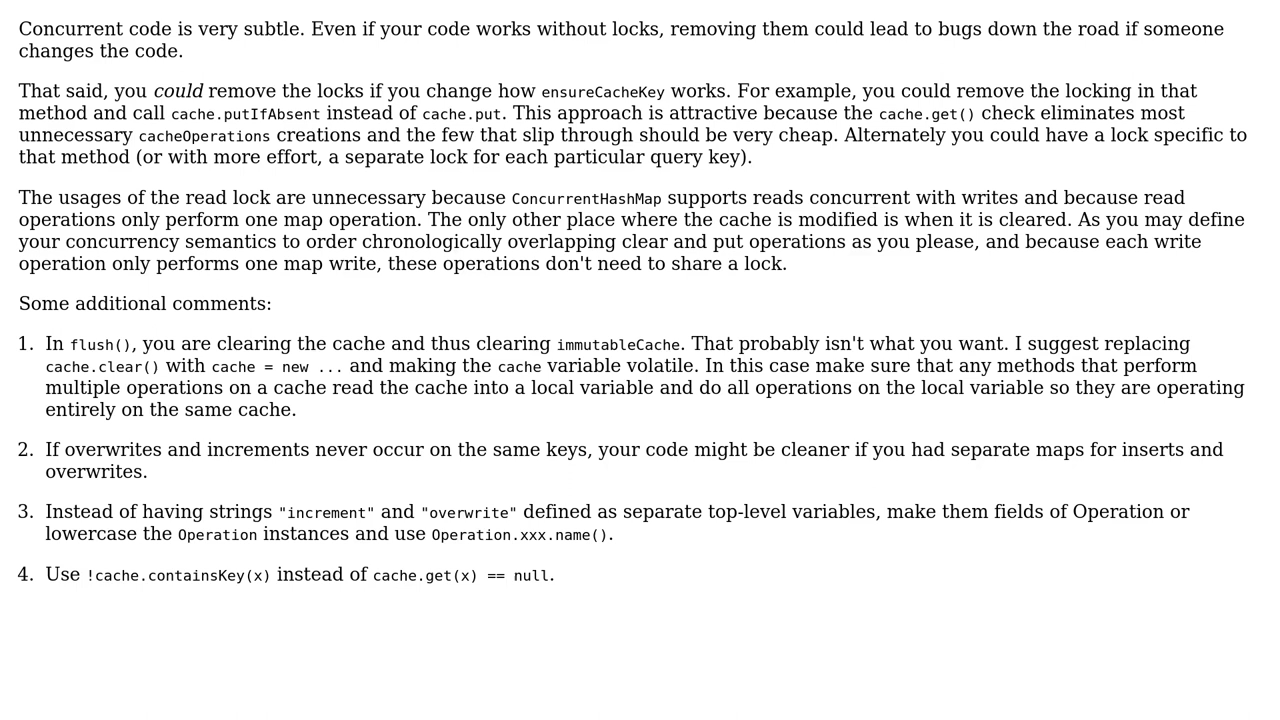 Concurrent code is very subtle. Even if your code works without locks, removing them could lead to bugs down the road if someone
changes the code.
That said, you could remove the locks if you change how ensureCacheKey works. For example, you could remove the locking in that
method and call cache.putIfAbsent instead of cache.put. This approach is attractive because the cache.get() check eliminates most
unnecessary cacheOperations creations and the few that slip through should be very cheap. Alternately you could have a lock specific to
that method (or with more effort, a separate lock for each particular query key).
The usages of the read lock are unnecessary because ConcurrentHashMap supports reads concurrent with writes and because read
operations only perform one map operation. The only other place where the cache is modified is when it is cleared. As you may define
your concurrency semantics to order chronologically overlapping clear and put operations as you please, and because each write
operation only performs one map write, these operations don't need to share a lock.
Some additional comments:
1. In flush(), you are clearing the cache and thus clearing immutableCache. That probably isn't what you want. I suggest replacing
cache.clear() with cache = new ... and making the cache variable volatile. In this case make sure that any methods that perform
multiple operations on a cache read the cache into a local variable and do all operations on the local variable so they are operating
entirely on the same cache.
2. If overwrites and increments never occur on the same keys, your code might be cleaner if you had separate maps for inserts and
overwrites.
3. Instead of having strings "increment" and "overwrite" defined as separate top-level variables, make them fields of Operation or
lowercase the Operation instances and use Operation.xxx.name().
4. Use !cache.containsKey(x) instead of cache.get(x) == null.